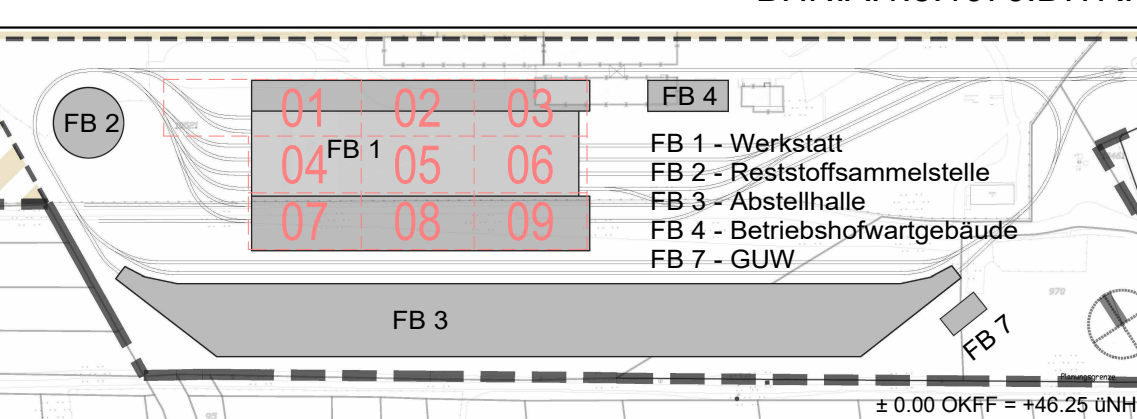 FB 2
01 02 03
04 05 06
07 08 09
FB 1
FB 4
FB 1 - Werkstatt
FB 2 - Reststoffsammelstelle
FB 3 - Abstellhalle
FB 4 - Betriebshofwartgebäude
FB 7 - GUW
FB 3
FB 7
970
Planungsgrenze
± 0.00 OKFF = +46.25 üNH